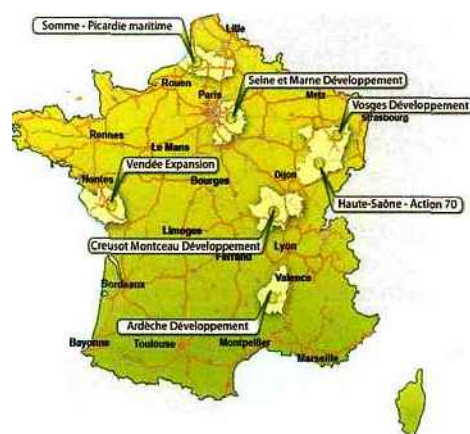 Somme - Picardie maritime
Lille
Rouen
Seine et Marne Développement
Paris
Metz
Vosges Développement
Strasbourg
Rennes
Le Mans
Vendée Expansion
Nantes
Bourges
Dijon
Haute-Saône - Action 70
Limoges
Creusot Montceau Développement
Ferrand
Lyon
Bordeaux
Valence
Ardèche Développement
Bayonne
Toulouse
Montpellier
Marseille